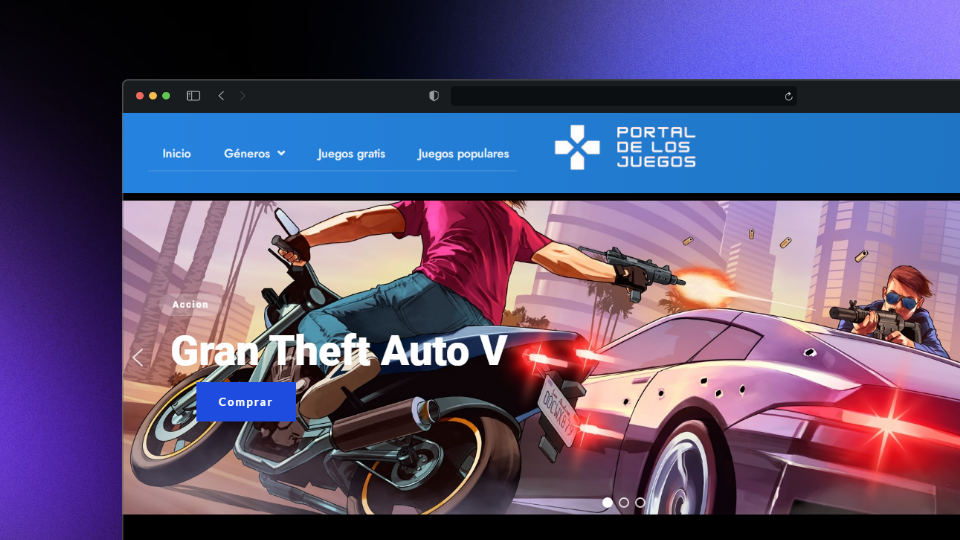 Inicio
Géneros
Juegos gratis
Juegos populares
PORTAL
DE LOS
JUEGOS
Accion
Gran Theft Auto V
Comprar